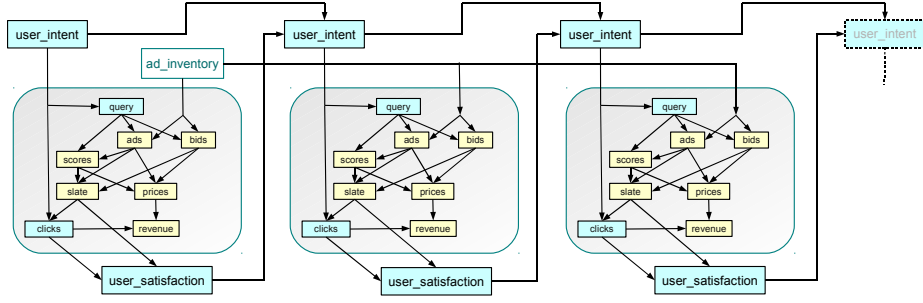 user_intent
user_intent
user_intent
user_intent
ad_inventory
query
query
query
ads
bids
ads
bids
ads
bids
scores
scores
scores
slate
prices
slate
prices
slate
prices
clicks
revenue
clicks
revenue
clicks
revenue
user_satisfaction
user_satisfaction
user_satisfaction